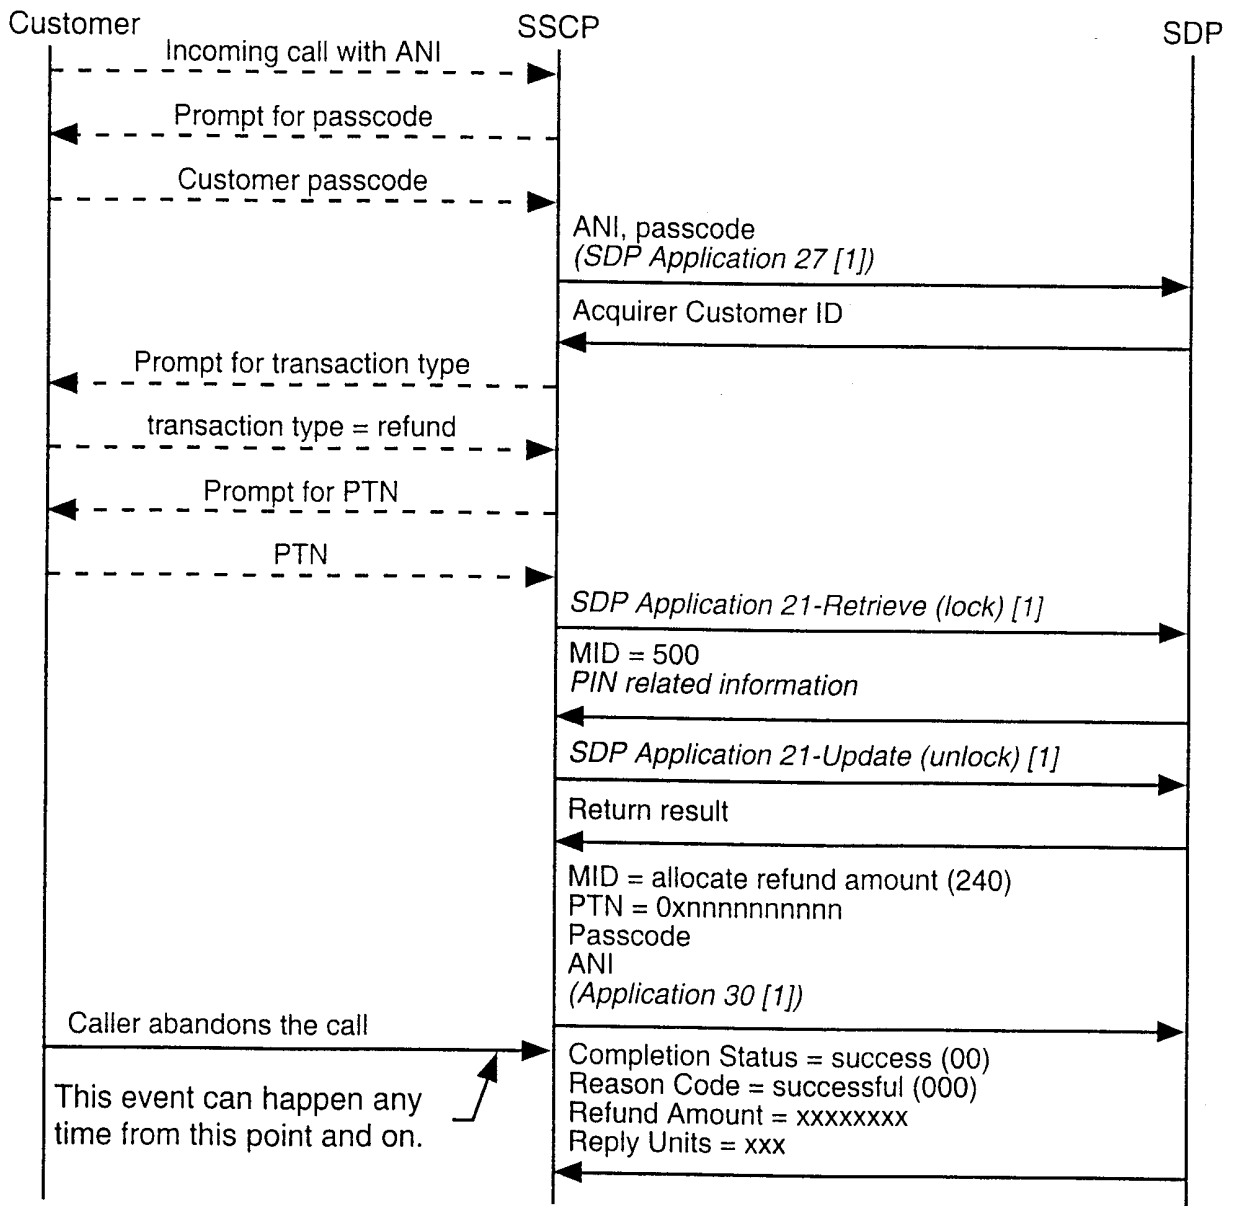 Customer
SSCP
SDP
Incoming call with ANI
Prompt for passcode
Customer passcode
ANI, passcode
(SDP Application 27 [1])
Acquirer Customer ID
Prompt for transaction type
transaction type = refund
Prompt for PTN
PTN
SDP Application 21-Retrieve (lock) [1]
MID = 500
PIN related information
SDP Application 21-Update (unlock) [1]
Return result
MID = allocate refund amount (240)
PTN = 0xnnnnnnnnnnn
Passcode
ANI
(Application 30 [1])
Caller abandons the call
This event can happen any
time from this point and on.
Completion Status = success (00)
Reason Code = successful (000)
Refund Amount = xxxxxxxx
Reply Units = xxx